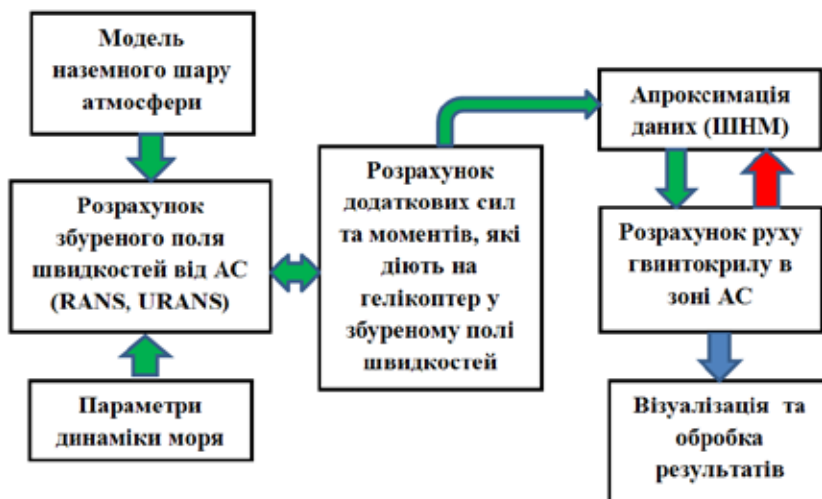 Модель
наземного шару
атмосфери
Розрахунок
збуреного поля
швидкостей від АС
(RANS, URANS)
Параметри
динаміки моря
Розрахунок
додаткових сил
та моментів, які
діють на
гелікоптер у
збуреному полі
швидкостей
Апроксимація
даних (ШНМ)
Розрахунок руху
гвинтокрилу в
зоні АС
Візуалізація та
обробка
результатів